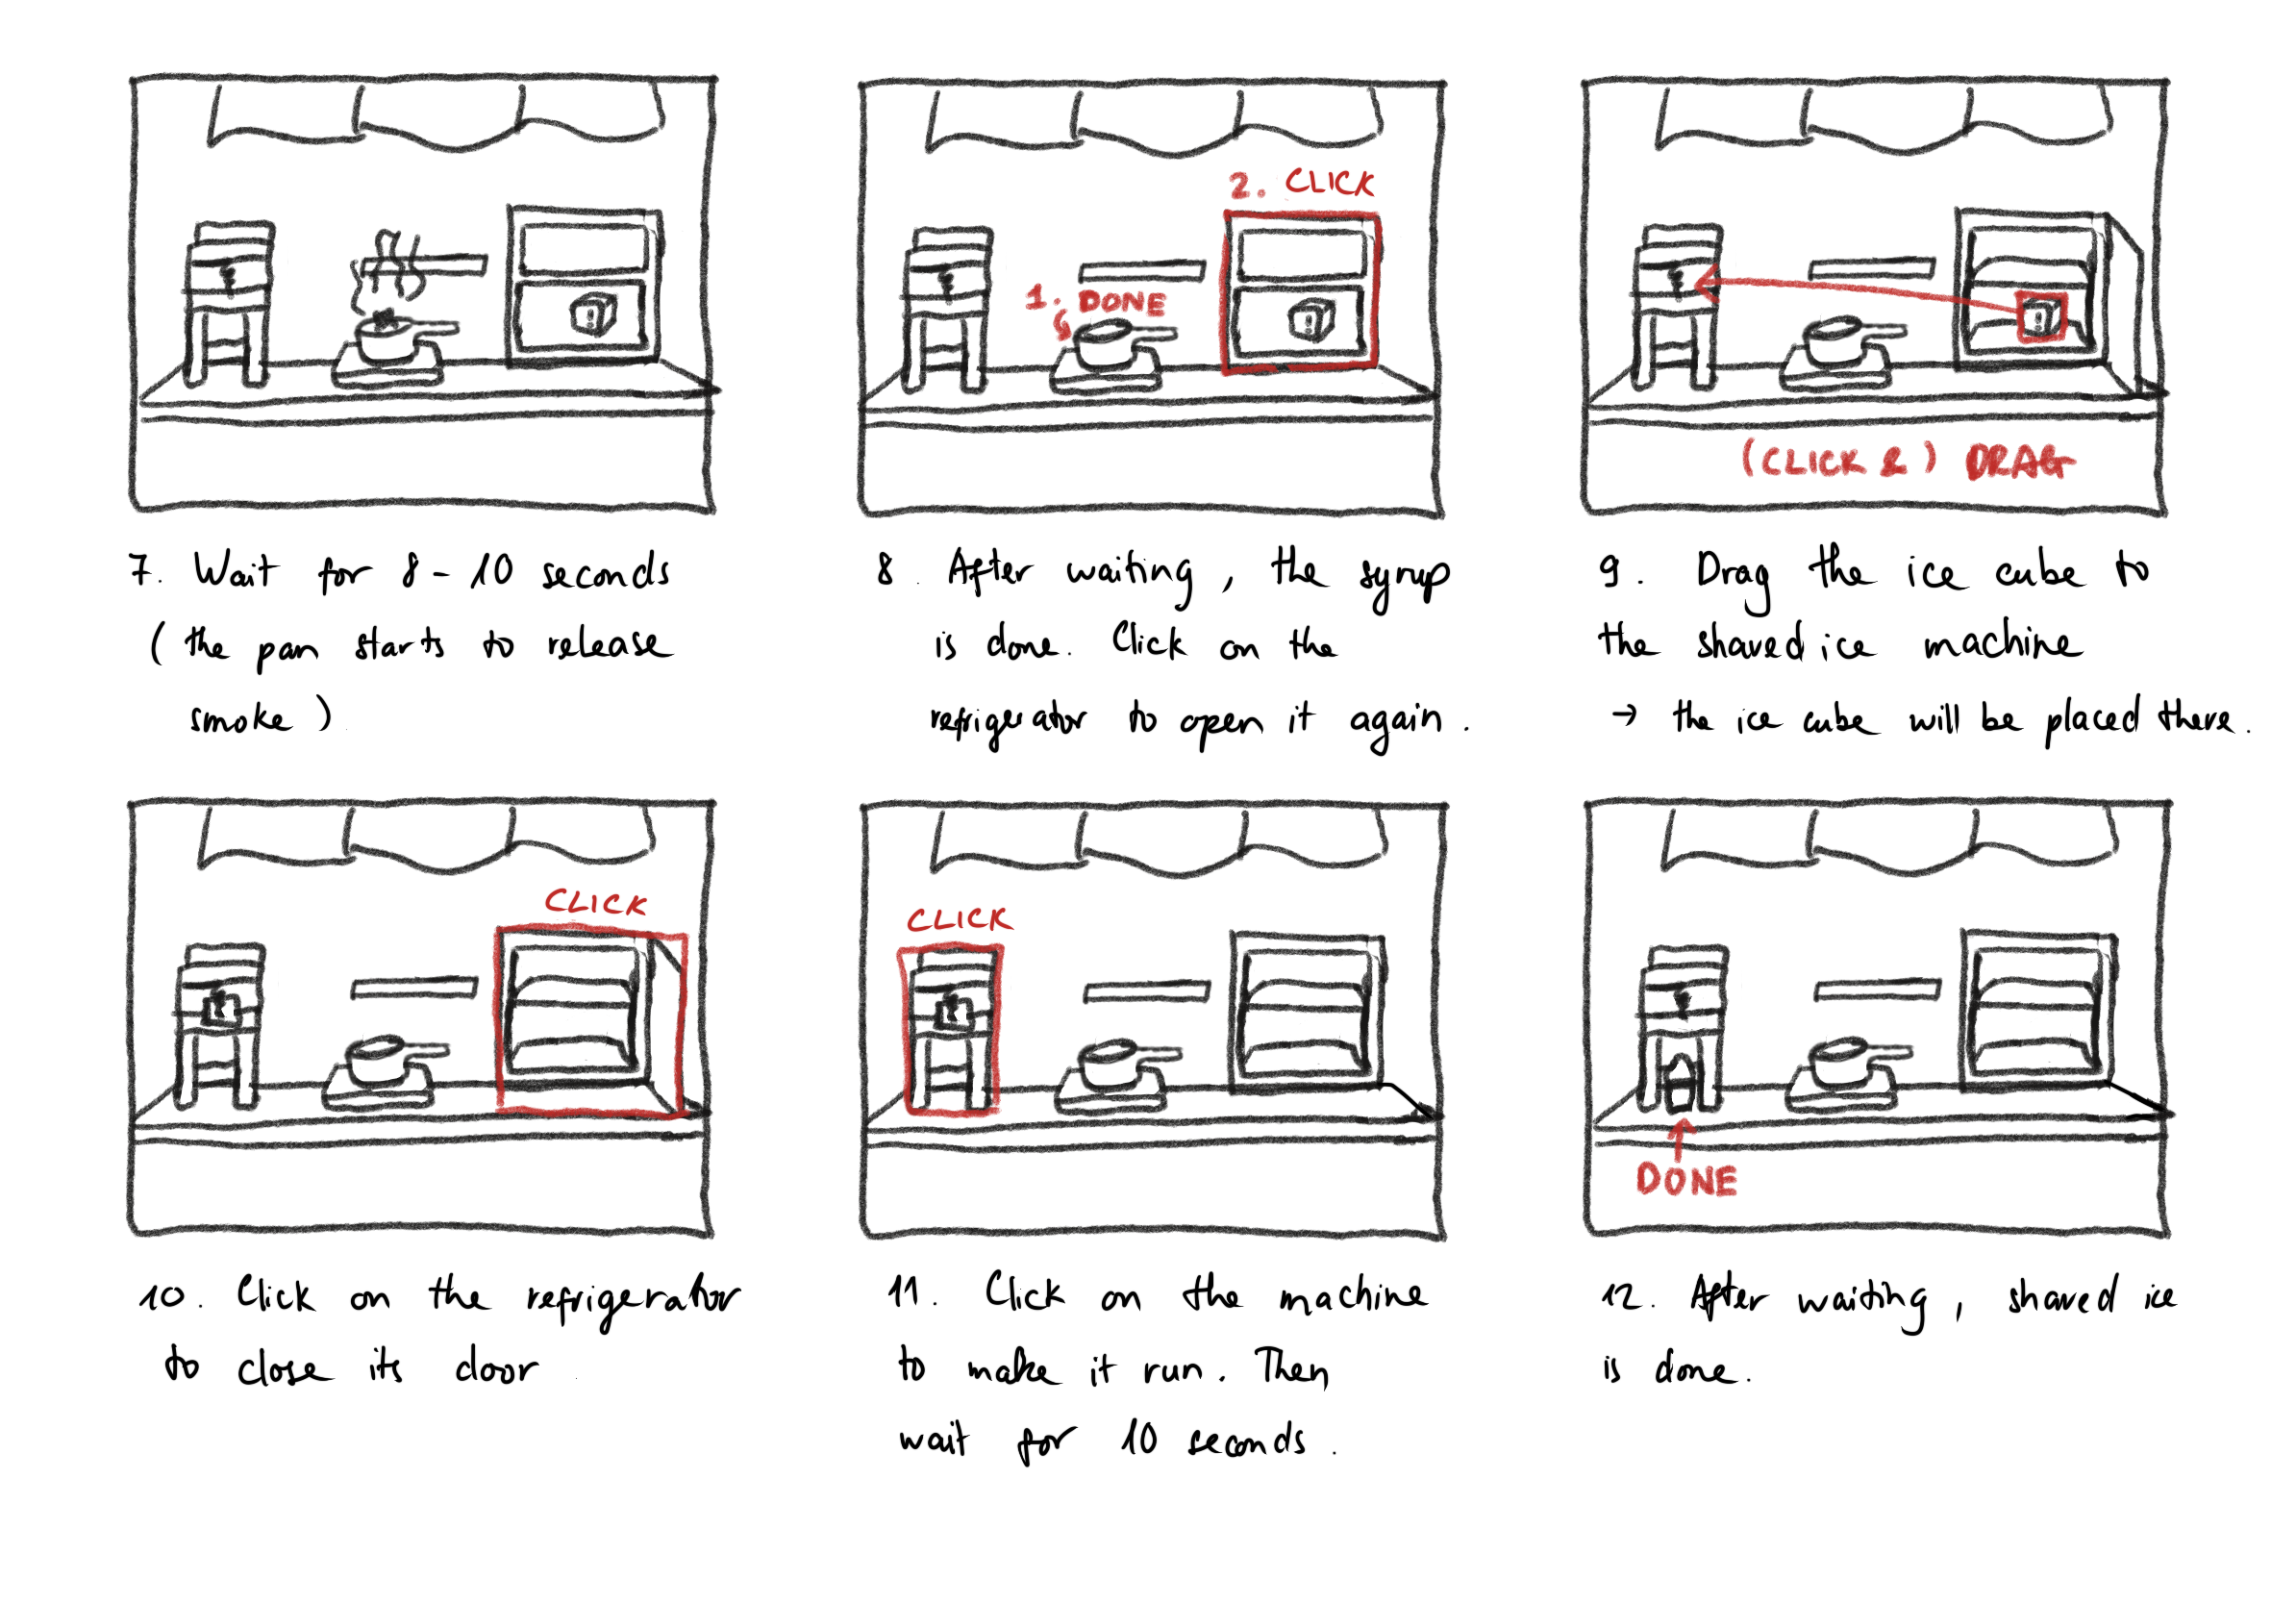 2. CLICK
1. DONE
(CLICK &) DRAG
7. Wait for 8 - 10 seconds
(the pan starts to release
smoke).
8. After waiting, the syrup
is done. Click on the
refrigerator to open it again.
9. Drag the ice cube to
the shaved ice machine
→ the ice cube will be placed there.
CLICK
CLICK
DONE
10. Click on the refrigerator
to close its door.
11. Click on the machine
to make it run. Then
wait for 10 seconds.
12. After waiting, shaved ice
is done.